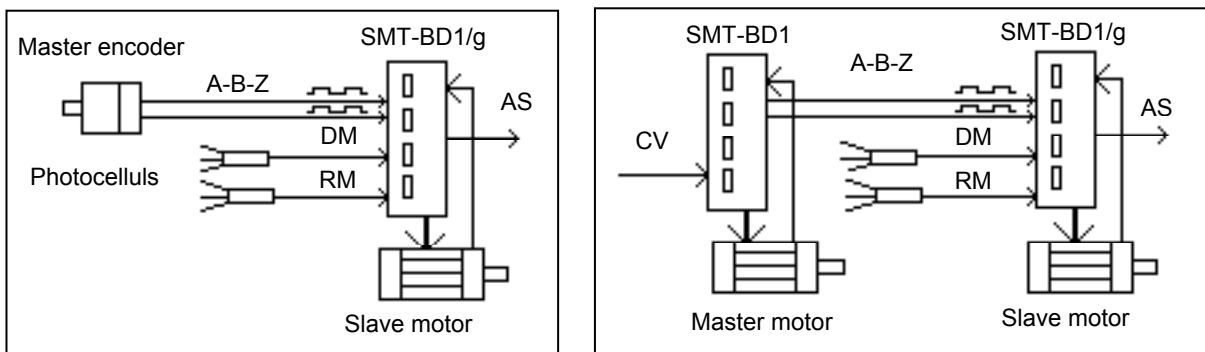 Master encoder
SMT-BD1/g
A-B-Z
AS
DM
Photocelluls
RM
Slave motor
SMT-BD1
SMT-BD1/g
A-B-Z
AS
CV
DM
RM
Master motor
Slave motor